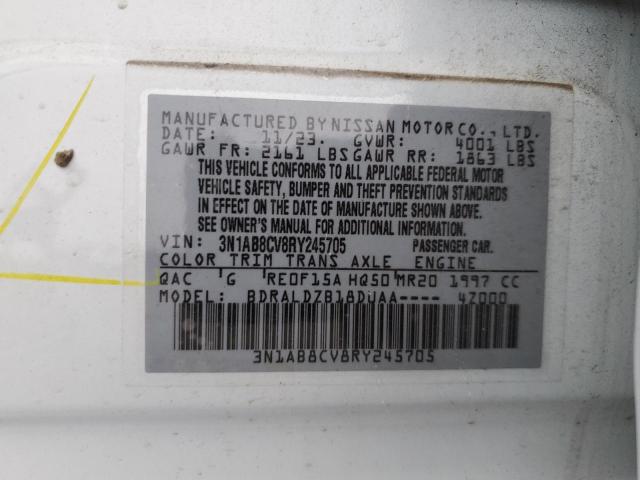 MANUFACTURED BY NISSAN MOTOR CO., LTD.
DATE: 11/23. GVWR: 4001 LBS
GAWR FR: 2161 LBS GAWR RR: 1863 LBS
THIS VEHICLE CONFORMS TO ALL APPLICABLE FEDERAL MOTOR
VEHICLE SAFETY, BUMPER AND THEFT PREVENTION STANDARDS
IN EFFECT ON THE DATE OF MANUFACTURE SHOWN ABOVE.
SEE OWNER'S MANUAL FOR ADDITIONAL INFORMATION.
VIN: 3N1AB8CV8RY245705 PASSENGER CAR.
COLOR TRIM TRANS AXLE ENGINE
QAC G RE0F15A HQ50 MR20 1997 CC
MODEL: BDRALDZB18DUAA---- 4Z000
3N1AB8CV8RY245705